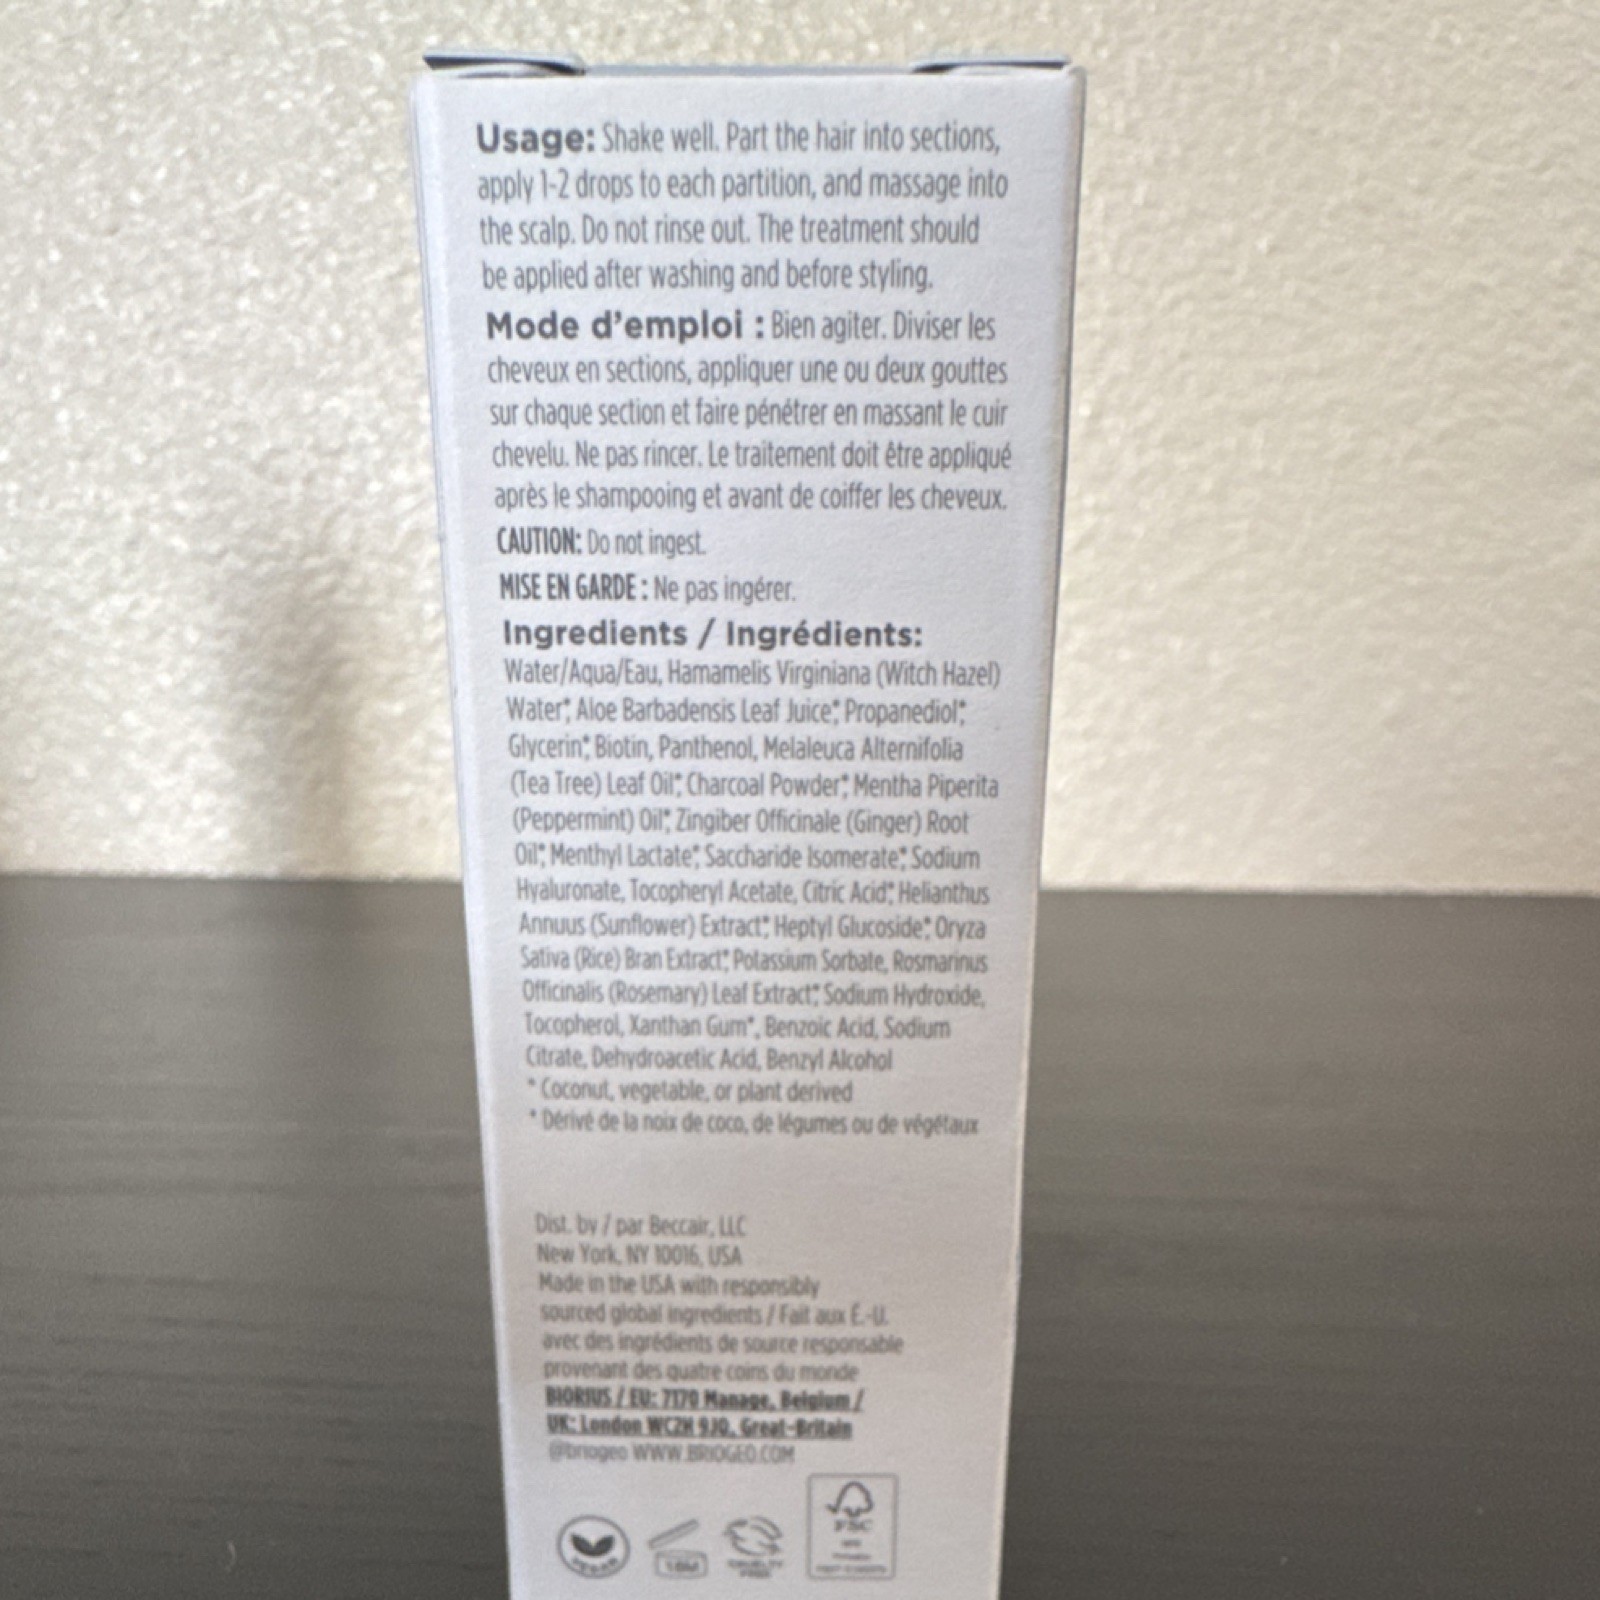 Usage: Shake well. Part the hair into sections,
apply 1-2 drops to each partition, and massage into
the scalp. Do not rinse out. The treatment should
be applied after washing and before styling.
Mode d'emploi : Bien agiter. Diviser les
cheveux en sections, appliquer une ou deux gouttes
sur chaque section et faire pénétrer en massant le cuir
chevelu. Ne pas rincer. Le traitement doit être appliqué
après le shampooing et avant de coiffer les cheveux.
CAUTION: Do not ingest.
MISE EN GARDE : Ne pas ingérer.
Ingredients / Ingrédients:
Water/Aqua/Eau, Hamamelis Virginiana (Witch Hazel)
Water*, Aloe Barbadensis Leaf Juice*, Propanediol*,
Glycerin*, Biotin, Panthenol, Melaleuca Alternifolia
(Tea Tree) Leaf Oil*, Charcoal Powder*, Mentha Piperita
(Peppermint) Oil*, Zingiber Officinale (Ginger) Root
Oil*, Menthyl Lactate*, Saccharide Isomerate*, Sodium
Hyaluronate, Tocopheryl Acetate, Citric Acid*, Helianthus
Annuus (Sunflower) Extract*, Heptyl Glucoside*, Oryza
Sativa (Rice) Bran Extract*, Potassium Sorbate, Rosmarinus
Officinalis (Rosemary) Leaf Extract*, Sodium Hydroxide,
Tocopherol, Xanthan Gum*, Benzoic Acid, Sodium
Citrate, Dehydroacetic Acid, Benzyl Alcohol
* Coconut, vegetable, or plant derived
* Dérivé de la noix de coco, de légumes ou de végétaux
Dist. by / par Beccair, LLC
New York, NY 10016, USA
Made in the USA with responsibly
sourced global ingredients / Fait aux É.-U.
avec des ingrédients de source responsable
provenant des quatre coins du monde
BIORIUS / EU: 7170 Manage, Belgium /
UK: London WC2H 9JQ, Great-Britain
@briogeo WWW.BRIOGEO.COM
VEGAN
18M
CRUELTY
FREE
FSC